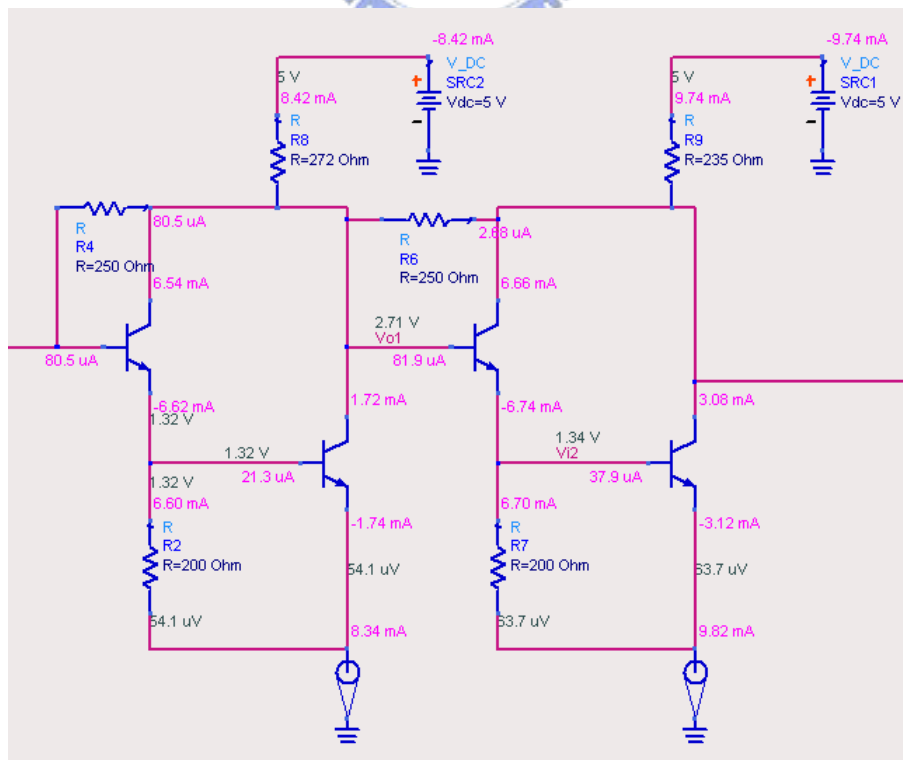 -8.42 mA
V_DC
SRC2
Vdc=5 V
+
-
5 V
8.42 mA
R
R8
R=272 Ohm
-9.74 mA
V_DC
SRC1
Vdc=5 V
+
-
5 V
9.74 mA
R
R9
R=235 Ohm
80.5 uA
R
R4
R=250 Ohm
2.68 uA
R
R6
R=250 Ohm
6.54 mA
80.5 uA
-6.62 mA
1.32 V
2.71 V
Vo1
81.9 uA
6.66 mA
-6.74 mA
1.72 mA
3.08 mA
1.32 V
21.3 uA
1.32 V
6.60 mA
R
R2
R=200 Ohm
-1.74 mA
54.1 uV
54.1 uV
8.34 mA
1.34 V
Vi2
37.9 uA
6.70 mA
R
R7
R=200 Ohm
-3.12 mA
63.7 uV
63.7 uV
9.82 mA